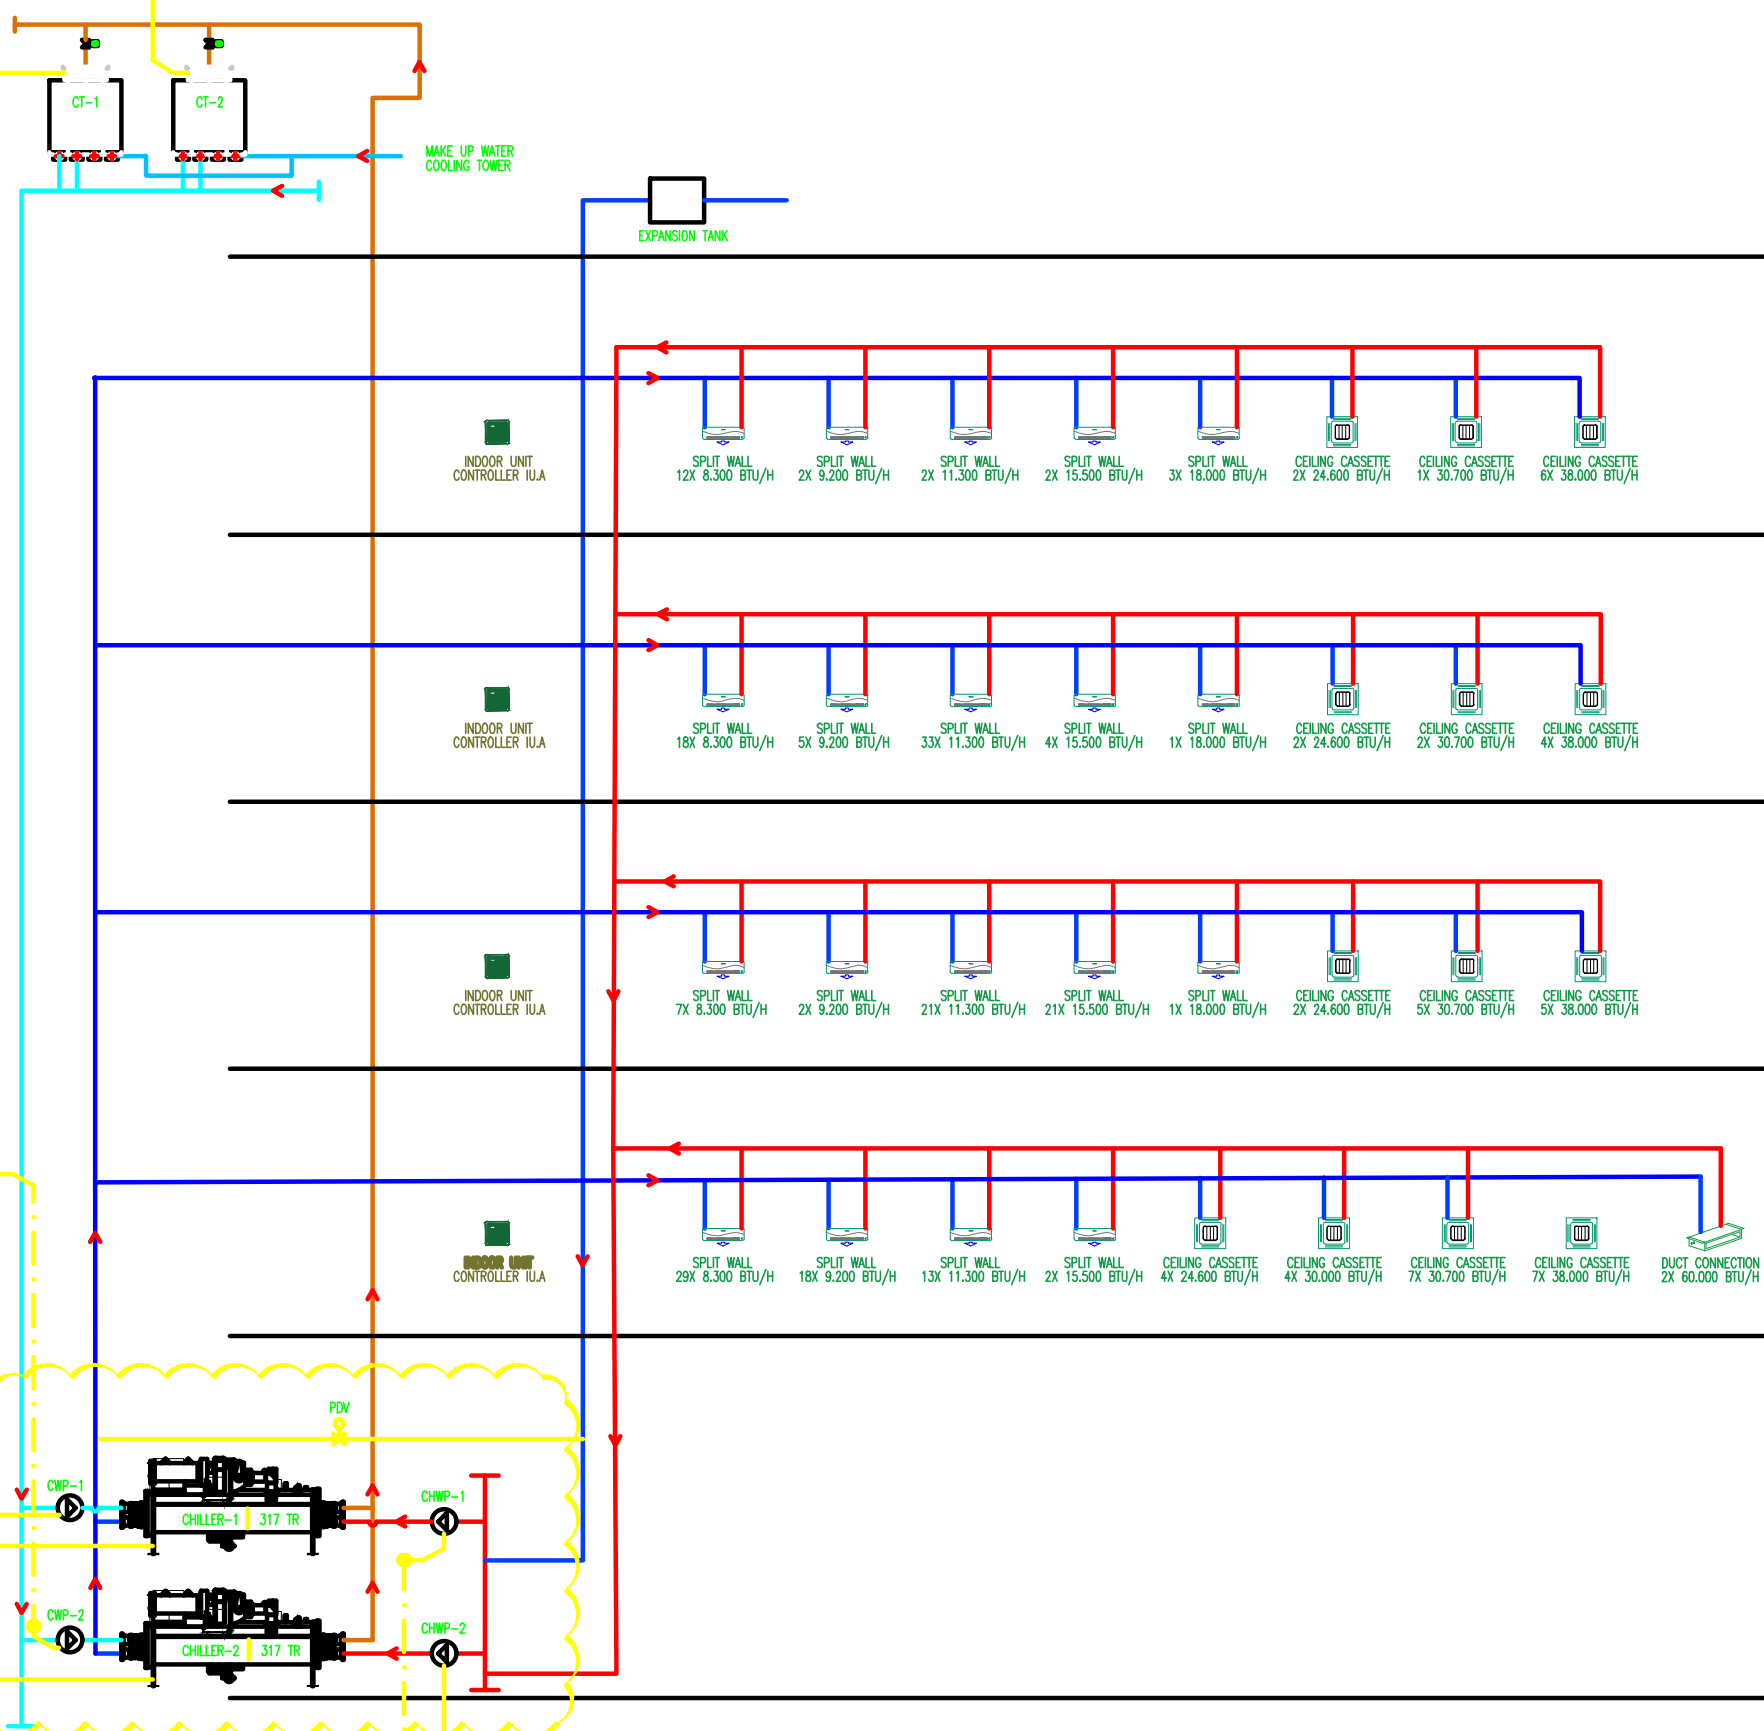 CT-1
CT-2
MAKE UP WATER
COOLING TOWER
EXPANSION TANK
INDOOR UNIT
CONTROLLER IU.A
SPLIT WALL
12X 8.300 BTU/H
SPLIT WALL
2X 9.200 BTU/H
SPLIT WALL
2X 11.300 BTU/H
SPLIT WALL
2X 15.500 BTU/H
SPLIT WALL
3X 18.000 BTU/H
CEILING CASSETTE
2X 24.600 BTU/H
CEILING CASSETTE
1X 30.700 BTU/H
CEILING CASSETTE
6X 38.000 BTU/H
INDOOR UNIT
CONTROLLER IU.A
SPLIT WALL
18X 8.300 BTU/H
SPLIT WALL
5X 9.200 BTU/H
SPLIT WALL
33X 11.300 BTU/H
SPLIT WALL
4X 15.500 BTU/H
SPLIT WALL
1X 18.000 BTU/H
CEILING CASSETTE
2X 24.600 BTU/H
CEILING CASSETTE
2X 30.700 BTU/H
CEILING CASSETTE
4X 38.000 BTU/H
INDOOR UNIT
CONTROLLER IU.A
SPLIT WALL
7X 8.300 BTU/H
SPLIT WALL
2X 9.200 BTU/H
SPLIT WALL
21X 11.300 BTU/H
SPLIT WALL
21X 15.500 BTU/H
SPLIT WALL
1X 18.000 BTU/H
CEILING CASSETTE
2X 24.600 BTU/H
CEILING CASSETTE
5X 30.700 BTU/H
CEILING CASSETTE
5X 38.000 BTU/H
INDOOR UNIT
CONTROLLER IU.A
SPLIT WALL
29X 8.300 BTU/H
SPLIT WALL
18X 9.200 BTU/H
SPLIT WALL
13X 11.300 BTU/H
SPLIT WALL
2X 15.500 BTU/H
CEILING CASSETTE
4X 24.600 BTU/H
CEILING CASSETTE
4X 30.000 BTU/H
CEILING CASSETTE
7X 30.700 BTU/H
CEILING CASSETTE
7X 38.000 BTU/H
DUCT CONNECTION
2X 60.000 BTU/H
PDV
CWP-1
CHILLER-1
317 TR
CHWP-1
CWP-2
CHILLER-2
317 TR
CHWP-2